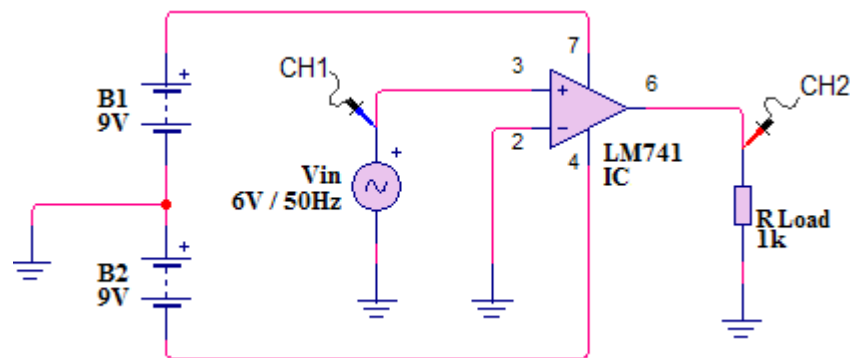 CH1
7
3
+
6
CH2
+
B1
9V
+
−
2
LM741
IC
4
Vin
6V / 50Hz
+
B2
9V
R Load
1k